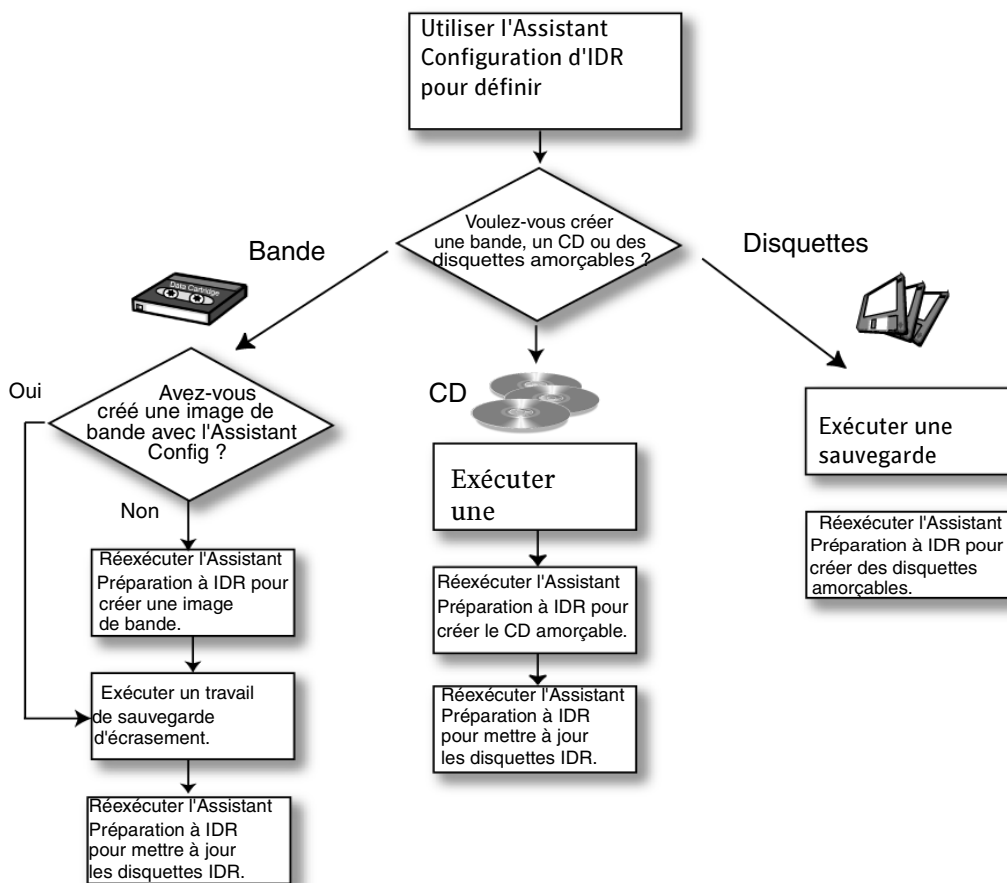 Utiliser l'Assistant
Configuration d'IDR
pour définir
Voulez-vous créer
une bande, un CD ou des
disquettes amorçables ?
Bande
Disquettes
Data Cartridge
Oui
Avez-vous
créé une image de
bande avec l'Assistant
Config ?
Non
CD
Exécuter
une
Exécuter une
sauvegarde
Réexécuter l'Assistant
Préparation à IDR pour
créer des disquettes
amorçables.
Réexécuter l'Assistant
Préparation à IDR pour
créer une image
de bande.
Réexécuter l'Assistant
Préparation à IDR pour
créer le CD amorçable.
Exécuter un travail
de sauvegarde
d'écrasement.
Réexécuter l'Assistant
Préparation à IDR
pour mettre à jour
les disquettes IDR.
Réexécuter l'Assistant
Préparation à IDR
pour mettre à jour
les disquettes IDR.